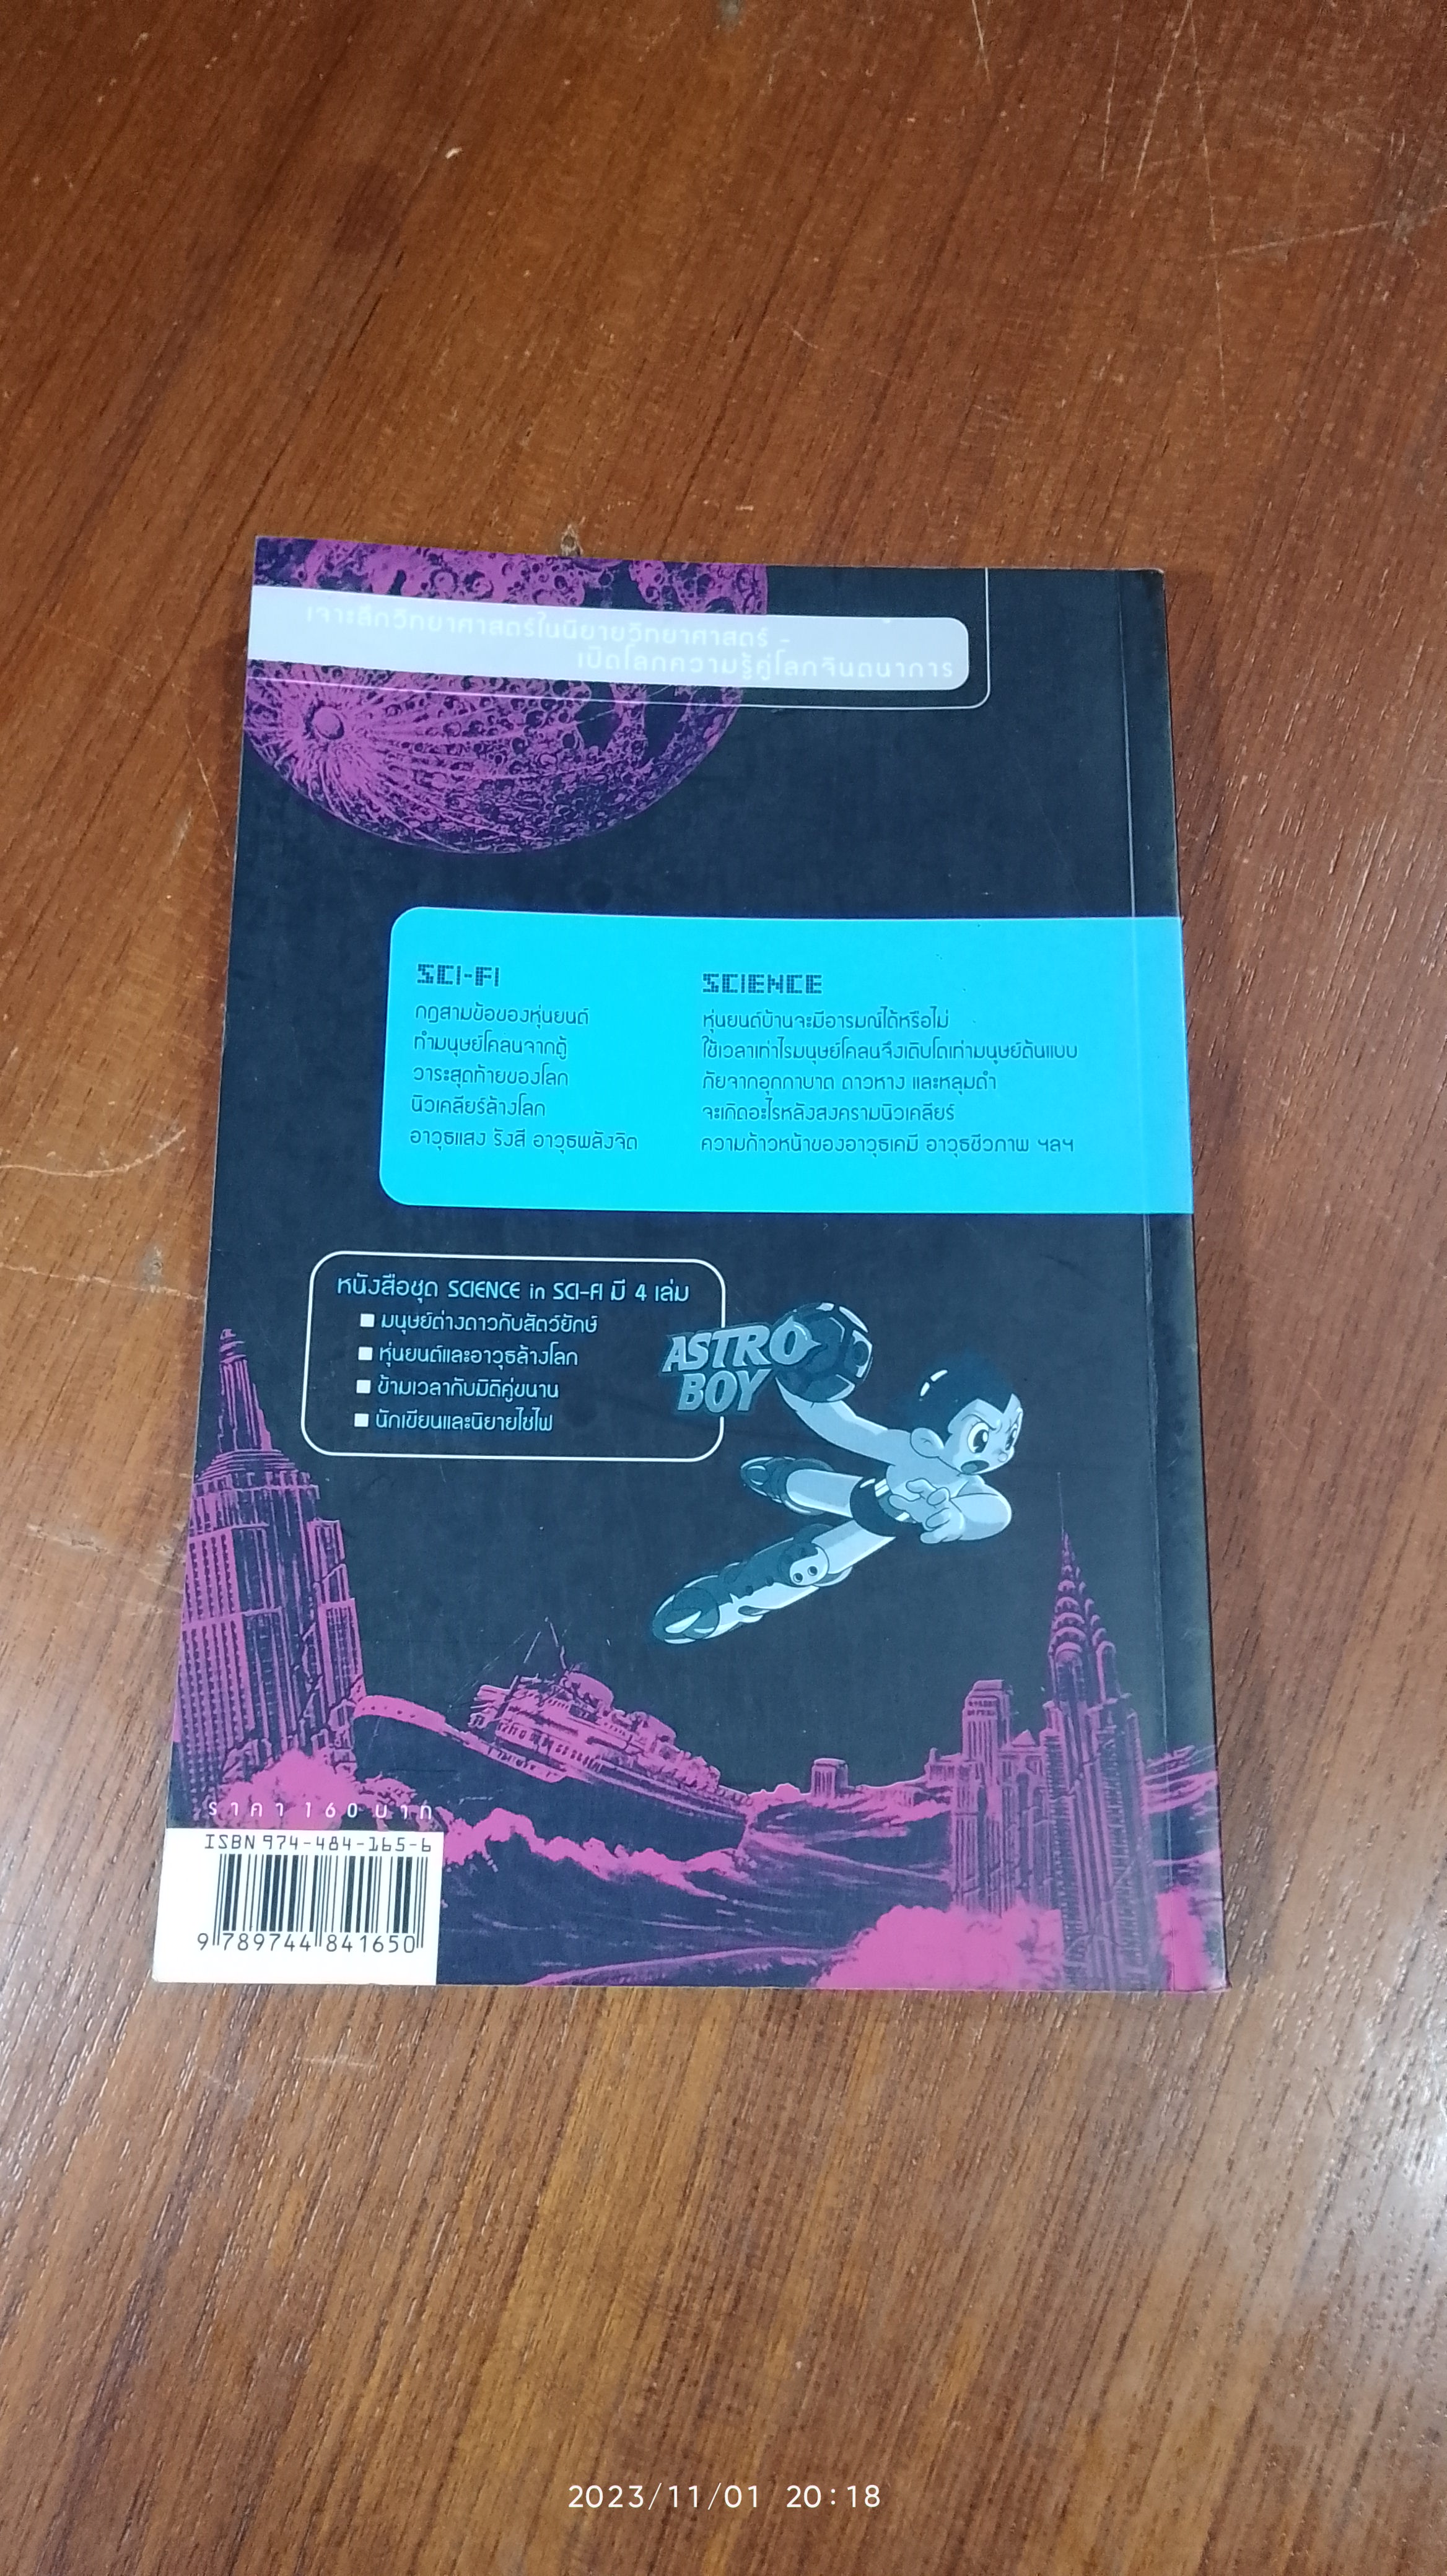 เจาะลึกวิทยาศาสตร์ในนิยายวิทยาศาสตร์ –
เปิดโลกความรู้คู่โลกจินตนาการ
SCI-FI
กฎสามข้อของหุ่นยนต์
ทำมนุษย์โคลนจากตู้
วาระสุดท้ายของโลก
นิวเคลียร์ล้างโลก
อาวุธแสง รังสี อาวุธพลังจิต
SCIENCE
หุ่นยนต์บ้านจะมีอารมณ์ได้หรือไม่
ใช้เวลาเท่าไรมนุษย์โคลนจึงเติบโตเท่ามนุษย์ต้นแบบ
ภัยจากอุกกาบาต ดาวหาง และหลุมดำ
จะเกิดอะไรหลังสงครามนิวเคลียร์
ความก้าวหน้าของอาวุธเคมี อาวุธชีวภาพ ฯลฯ
หนังสือชุด SCIENCE in SCI-FI มี 4 เล่ม
มนุษย์ต่างดาวกับสัตว์ยักษ์
หุ่นยนต์และอาวุธล้างโลก
ข้ามเวลากับมิติคู่ขนาน
นักเขียนและนิยายไซไฟ
ASTRO
BOY
ราคา 160 บาท
ISBN 974-484-165-6
9 789744 841650
2023/11/01 20:18